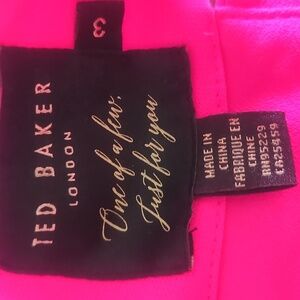 3
TED BAKER
LONDON
One of a few,
Just for you
MADE IN
CHINA
FABRIQUE EN
CHINE
RN95229
CA25459